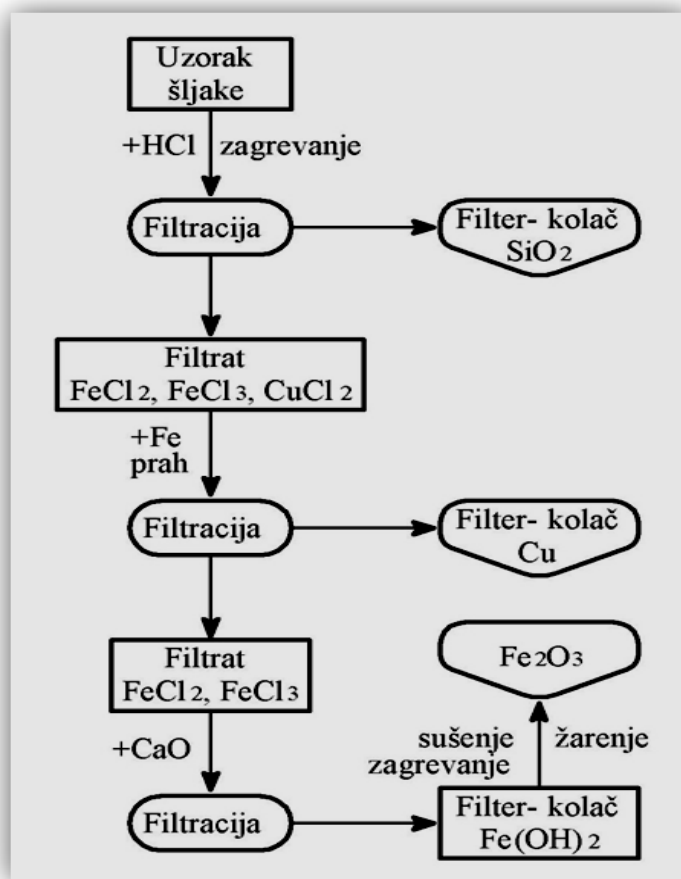 Uzorak
šljake
+HCl zagrevanje
Filtracija
Filter- kolač
SiO2
Filtrat
FeCl2, FeCl3, CuCl2
+Fe
prah
Filtracija
Filter- kolač
Cu
Filtrat
FeCl2, FeCl3
Fe2O3
+CaO
sušenje žarenje
zagrevanje
Filtracija
Filter- kolač
Fe(OH)2